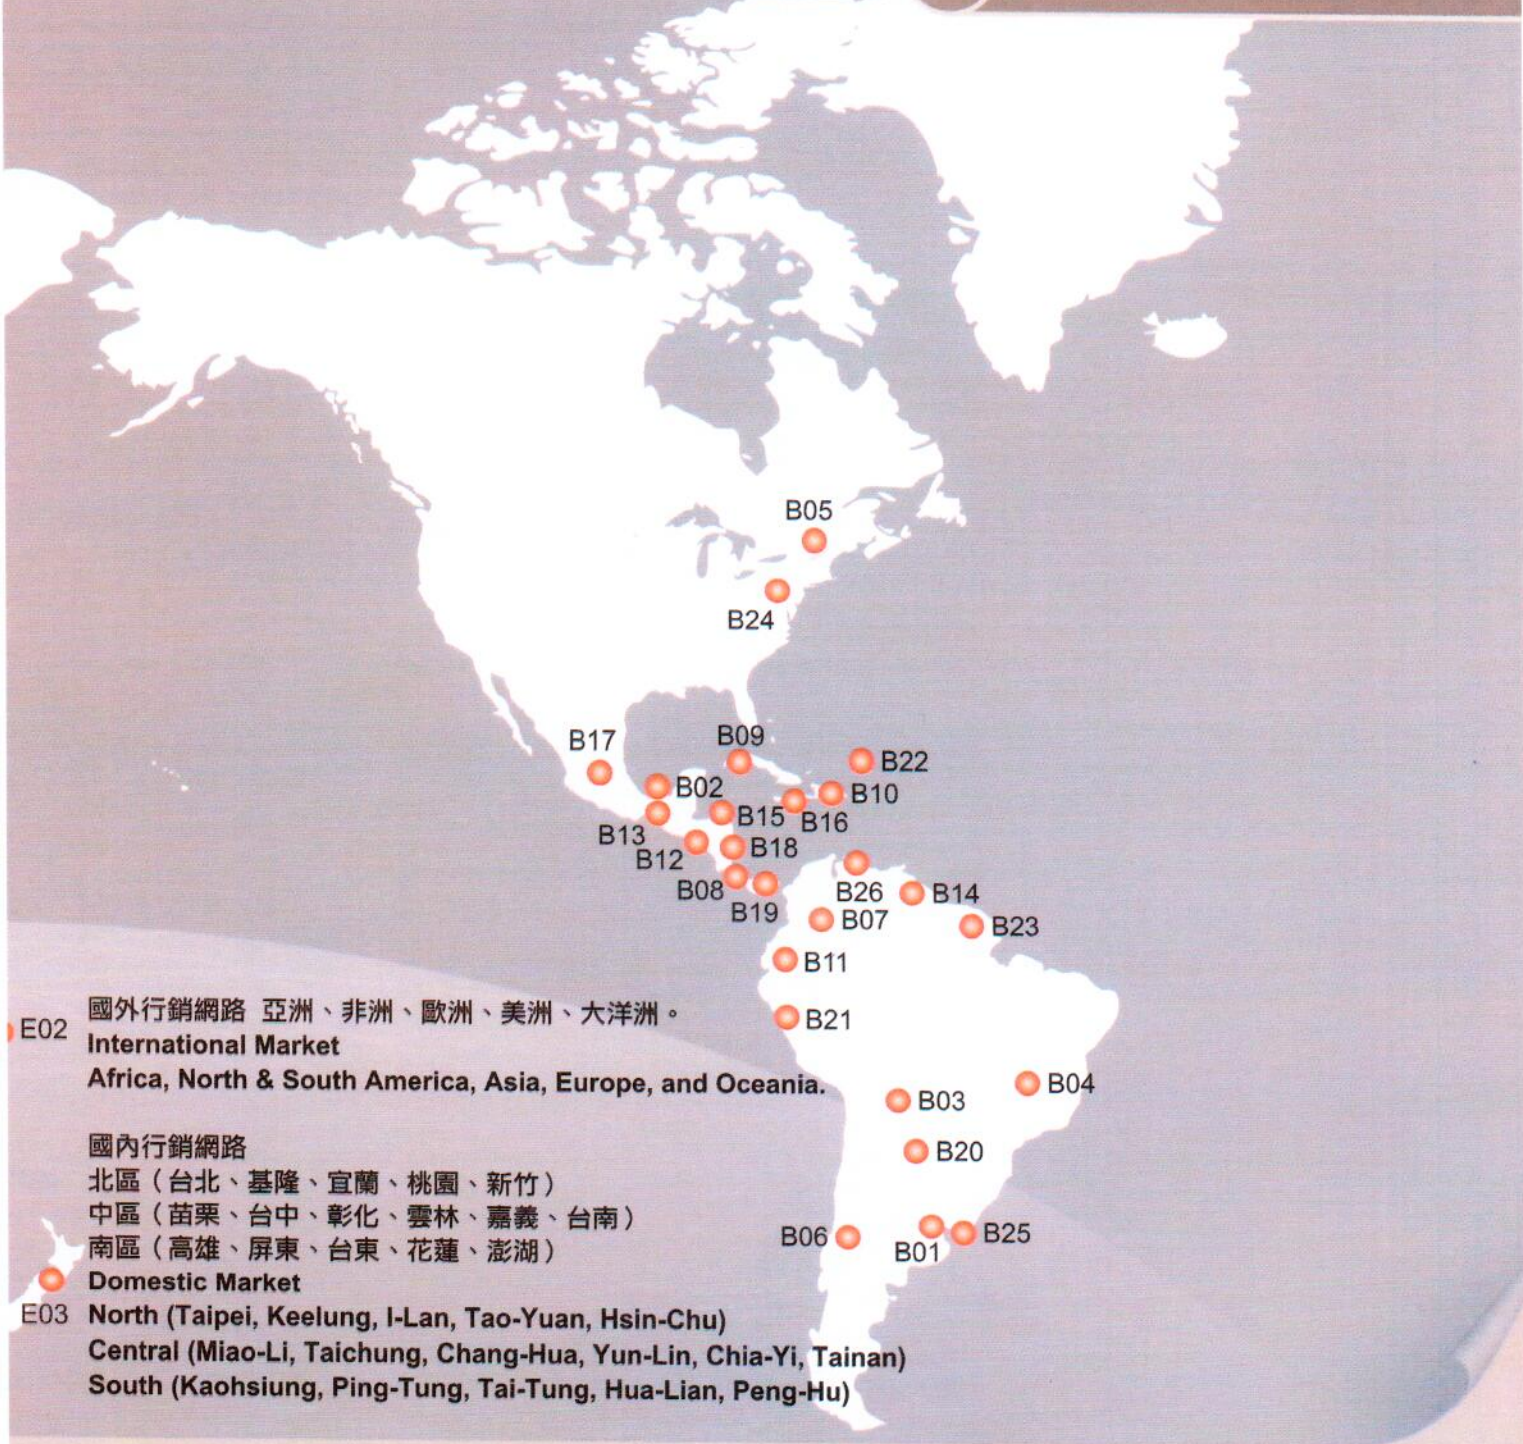 B05
B24
B17
B09
B22
B02
B10
B15
B16
B13
B18
B12
B08
B26
B14
B19
B07
B23
B11
B21
B04
B03
B20
B06
B01
B25
E02
國外行銷網路 亞洲、非洲、歐洲、美洲、大洋洲。
International Market
Africa, North & South America, Asia, Europe, and Oceania.
國內行銷網路
北區（台北、基隆、宜蘭、桃園、新竹）
中區（苗栗、台中、彰化、雲林、嘉義、台南）
南區（高雄、屏東、台東、花蓮、澎湖）
Domestic Market
E03
North (Taipei, Keelung, I-Lan, Tao-Yuan, Hsin-Chu)
Central (Miao-Li, Taichung, Chang-Hua, Yun-Lin, Chia-Yi, Tainan)
South (Kaohsiung, Ping-Tung, Tai-Tung, Hua-Lian, Peng-Hu)